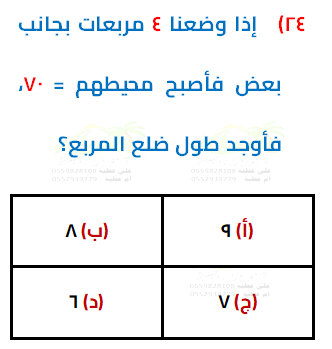 ٢٤) إذا وضعنا ٤ مربعات بجانب
بعض فأصبح محيطهم = ٧٠،
فأوجد طول ضلع المربع؟
(أ) ٩
(ب) ٨
(ج) ٧
(د) ٦